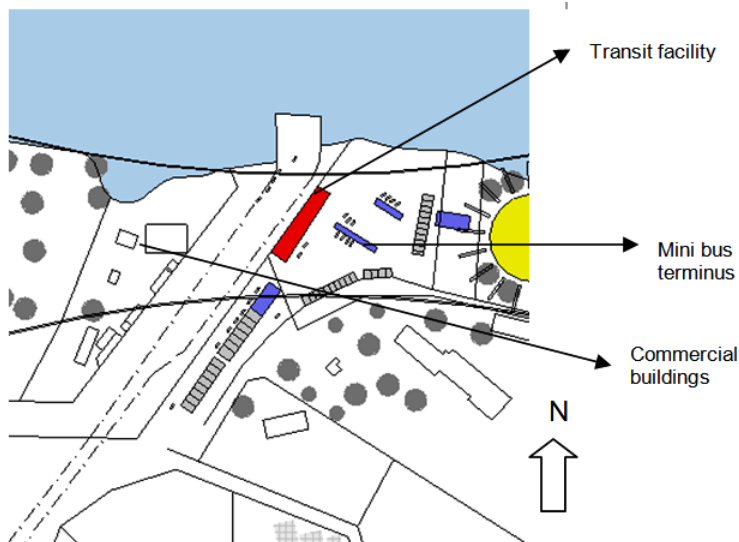 Transit facility
Mini bus
terminus
Commercial
buildings
N